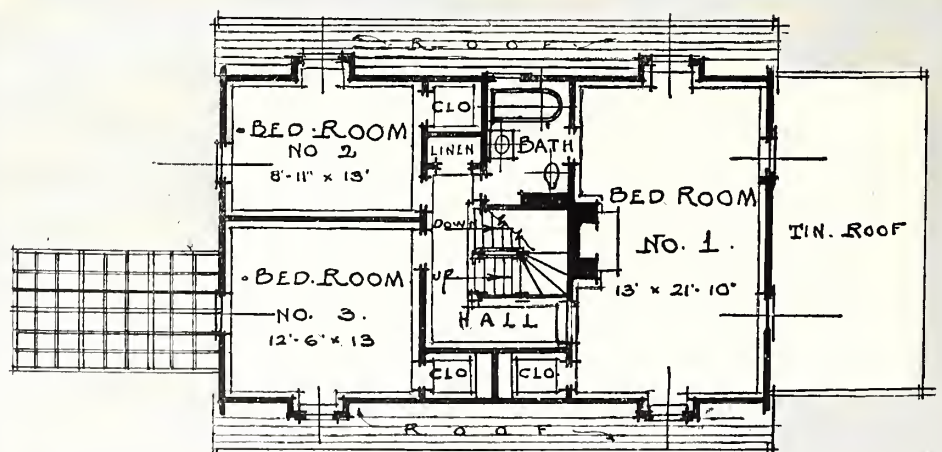 ROOF
CLO
BED ROOM
NO 2
8'-11" x 13'
LINEN
BATH
BED ROOM
NO. 1.
13' x 21'-10"
TIN. ROOF
DOWN
UP
BED ROOM
NO. 3.
12'-6" x 13
HALL
CLO
CLO
ROOF